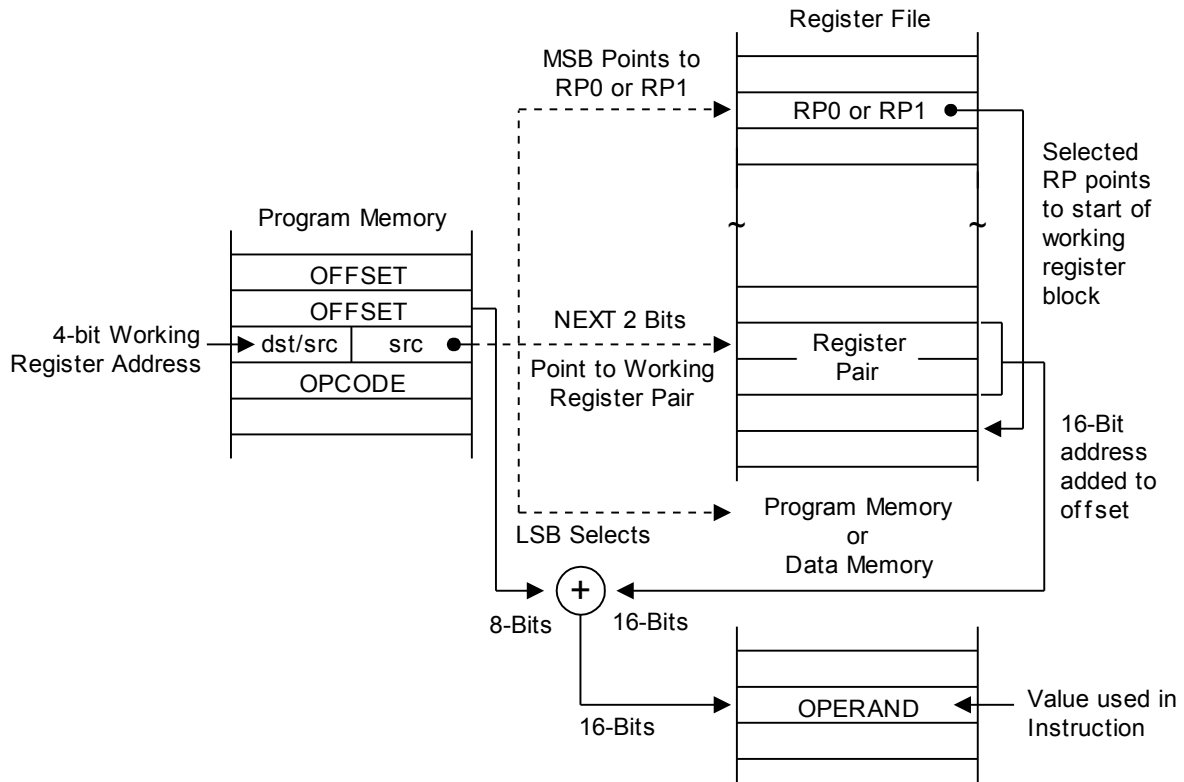 Register File
MSB Points to
RP0 or RP1
RP0 or RP1
Selected
RP points
to start of
working
register
block
~
~
Program Memory
OFFSET
OFFSET
4-bit Working
Register Address
dst/src
src
OPCODE
NEXT 2 Bits
Point to Working
Register Pair
Register
Pair
16-Bit
address
added to
offset
LSB Selects
Program Memory
or
Data Memory
+
8-Bits
16-Bits
16-Bits
OPERAND
Value used in
Instruction